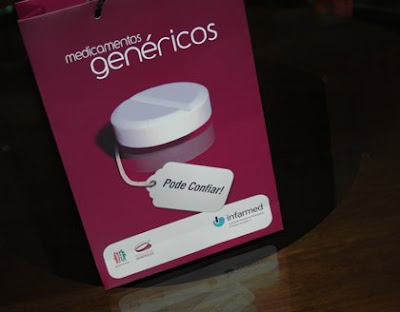 medicamentos
genéricos
Pode Confiar!
infarmed